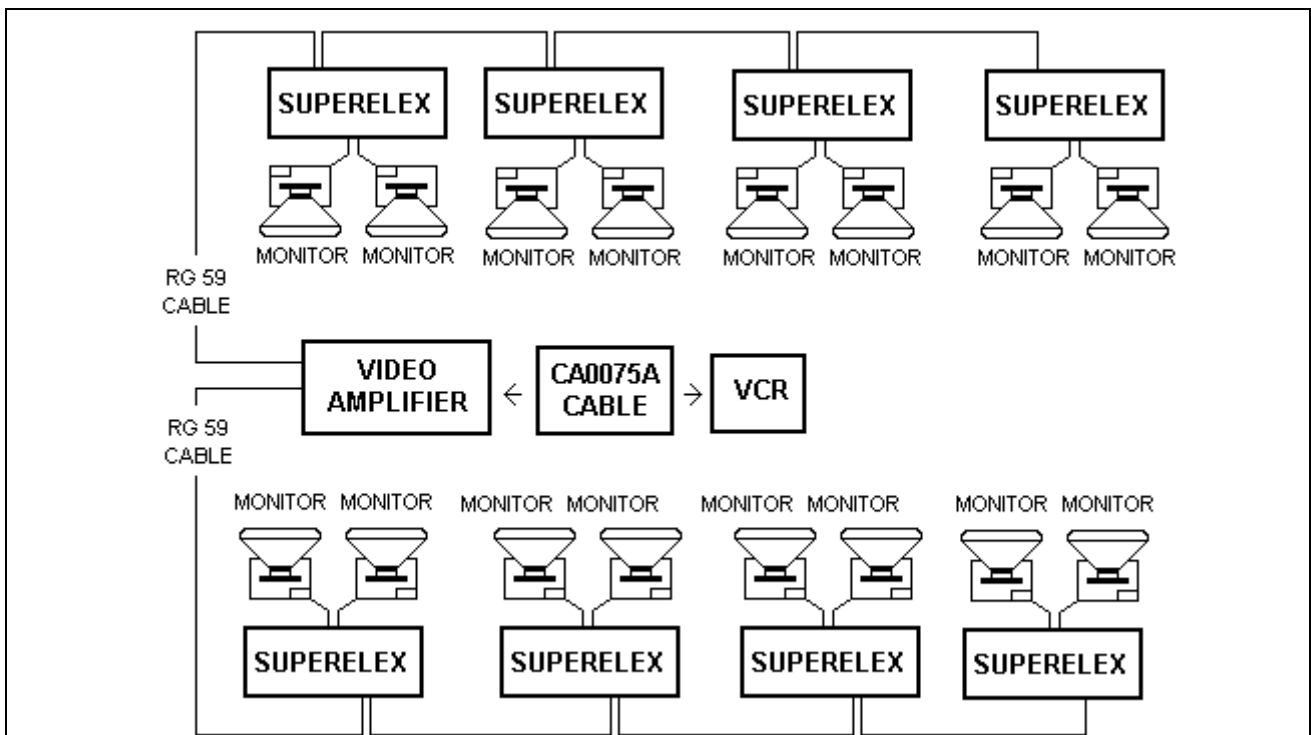 SUPERELEX SUPERELEX SUPERELEX SUPERELEX
MONITOR MONITOR MONITOR MONITOR MONITOR MONITOR MONITOR MONITOR
RG 59
CABLE
VIDEO
AMPLIFIER
CA0075A
CABLE
VCR
RG 59
CABLE
MONITOR MONITOR MONITOR MONITOR MONITOR MONITOR MONITOR MONITOR
SUPERELEX SUPERELEX SUPERELEX SUPERELEX